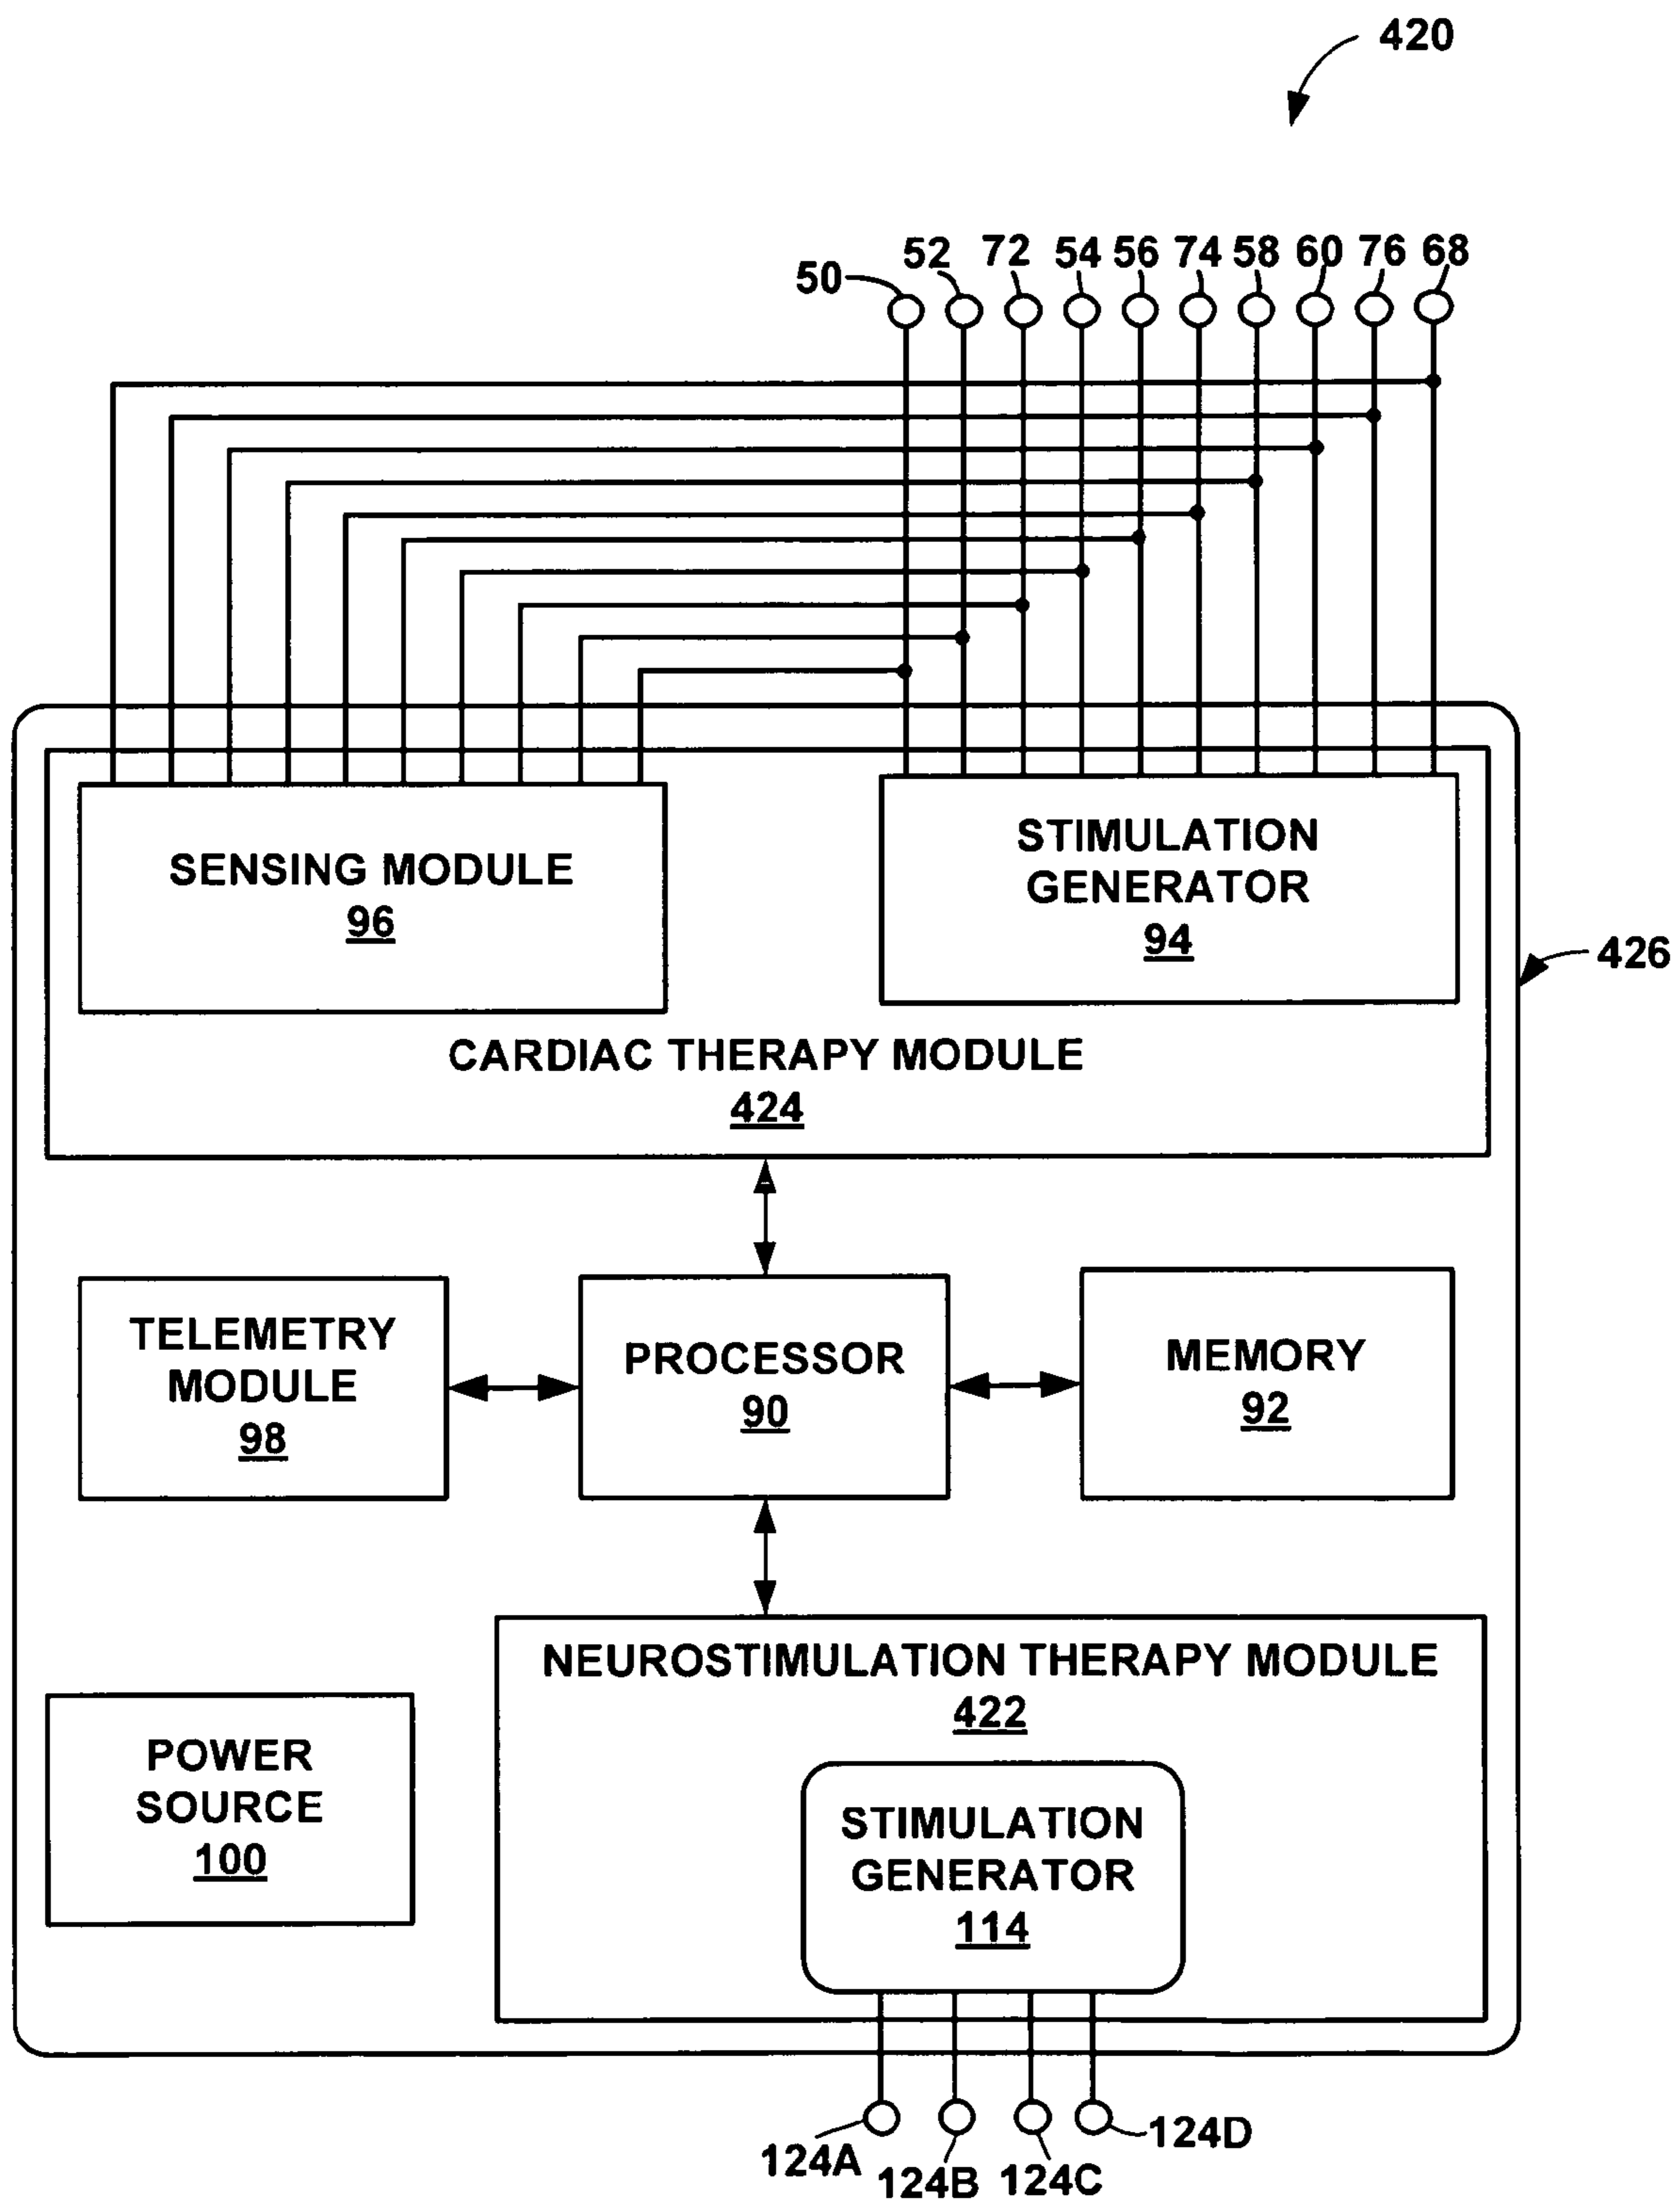 420
50 52 72 54 56 74 58 60 76 68
SENSING MODULE
96
STIMULATION
GENERATOR
94
426
CARDIAC THERAPY MODULE
424
TELEMETRY
MODULE
98
PROCESSOR
90
MEMORY
92
NEUROSTIMULATION THERAPY MODULE
422
POWER
SOURCE
100
STIMULATION
GENERATOR
114
124A 124B 124C 124D